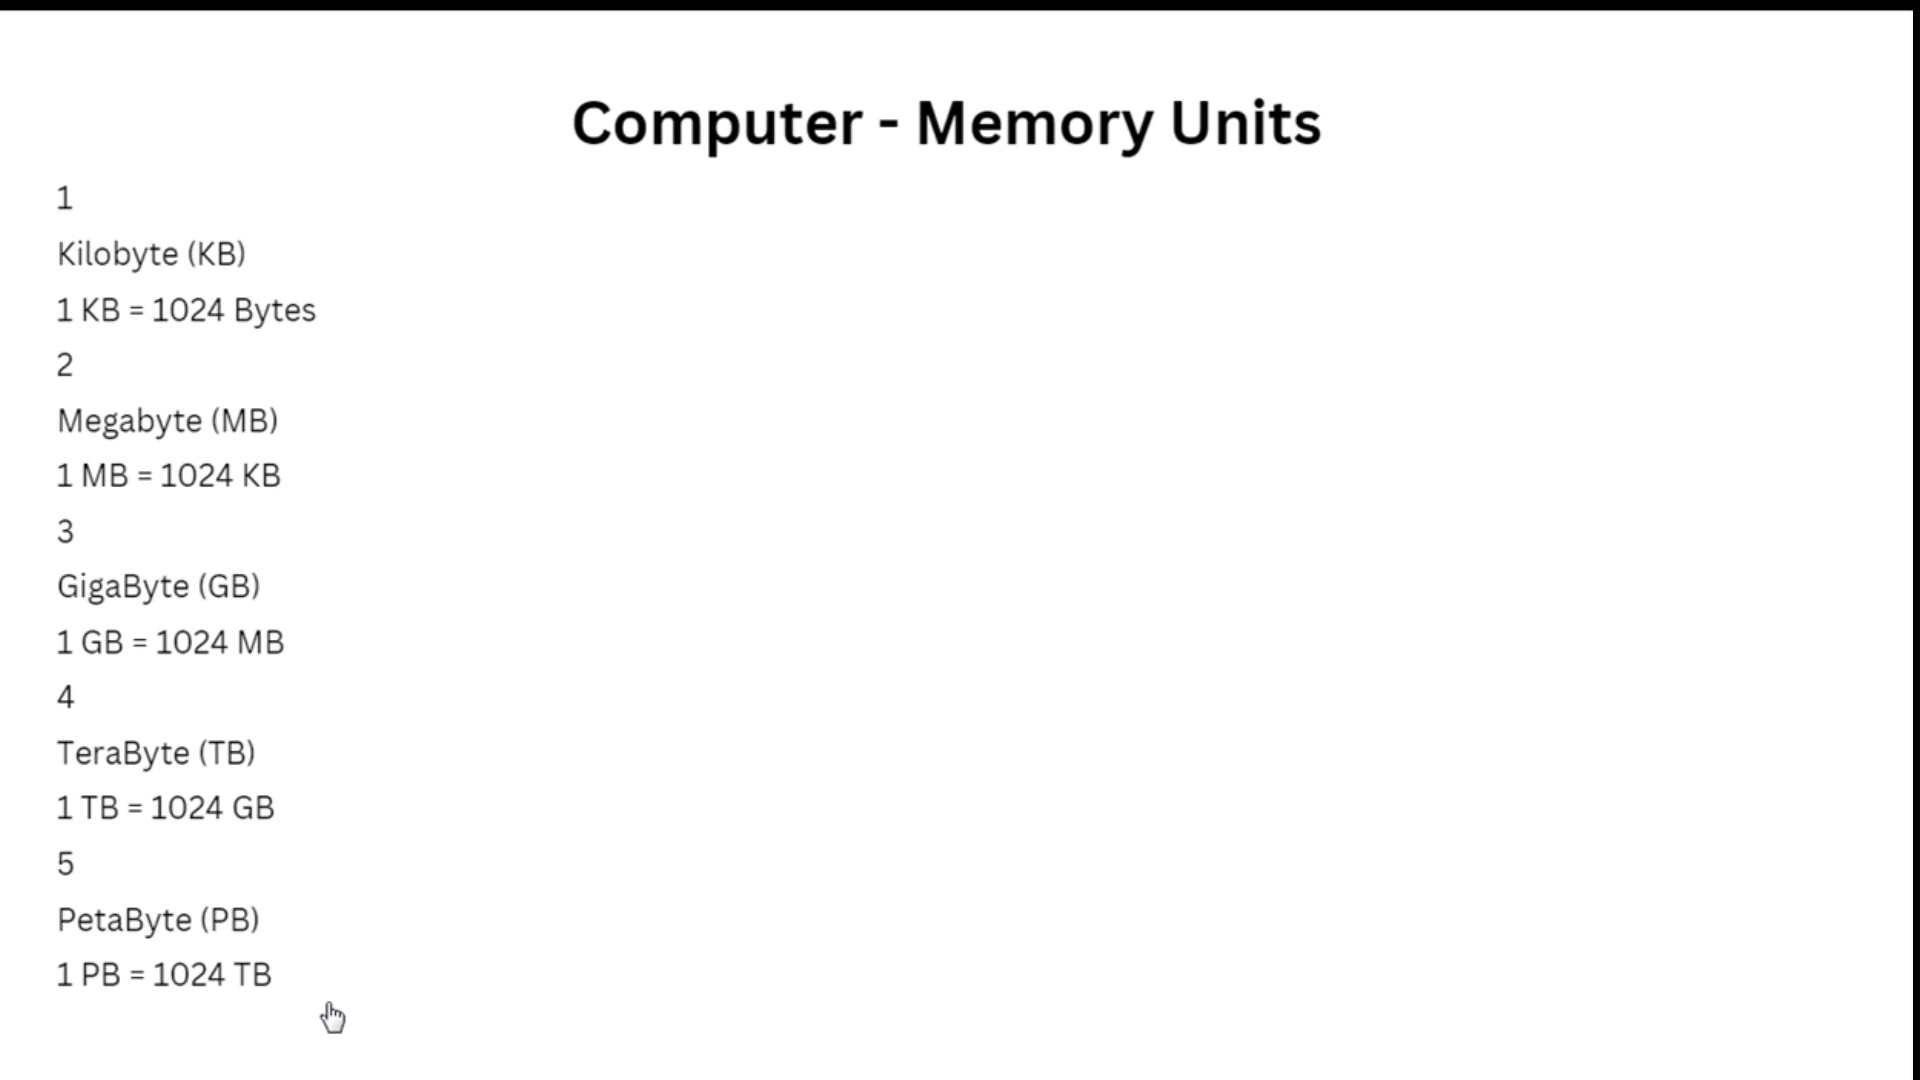 Computer - Memory Units
1
Kilobyte (KB)
1 KB = 1024 Bytes
2
Megabyte (MB)
1 MB = 1024 KB
3
GigaByte (GB)
1 GB = 1024 MB
4
TeraByte (TB)
1 TB = 1024 GB
5
PetaByte (PB)
1 PB = 1024 TB